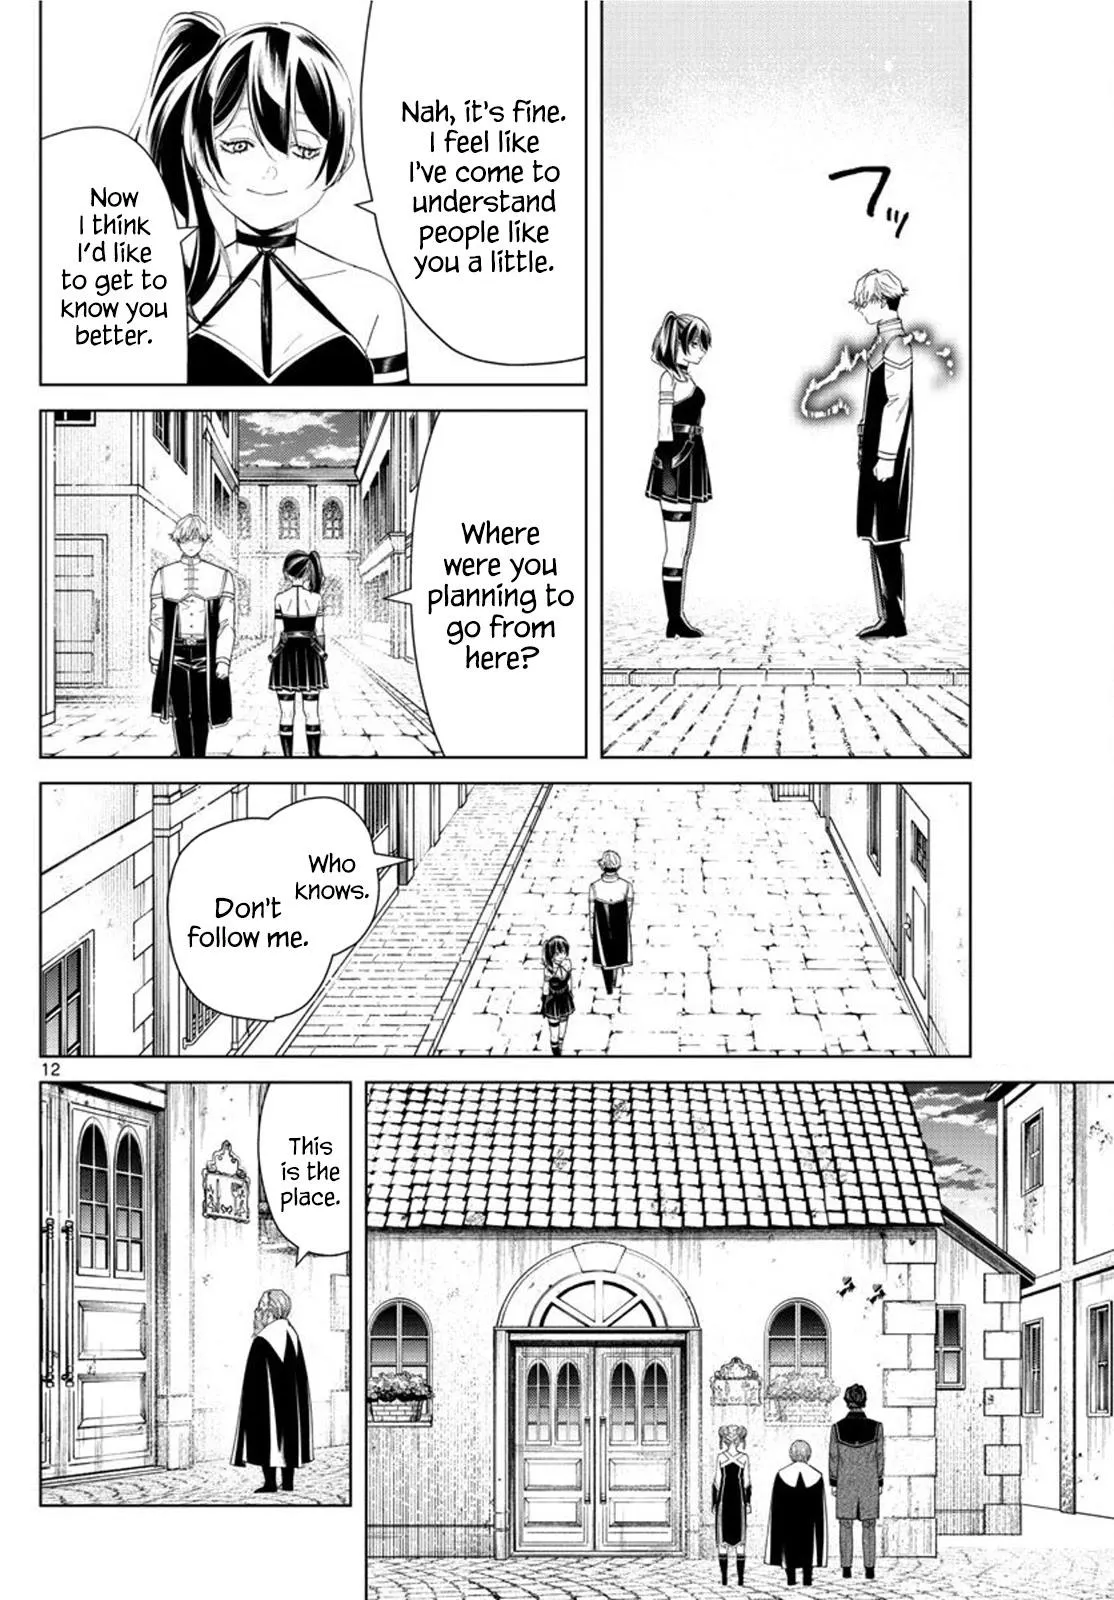 フッ
Nah, it's fine.
I feel like
I've come to
understand
people like
you a little.
Now
I think
I'd like
to get to
know you
better.
Where
were you
planning to
go from
here?
Who
knows.
Don't
follow me.
12
This
is the
place.